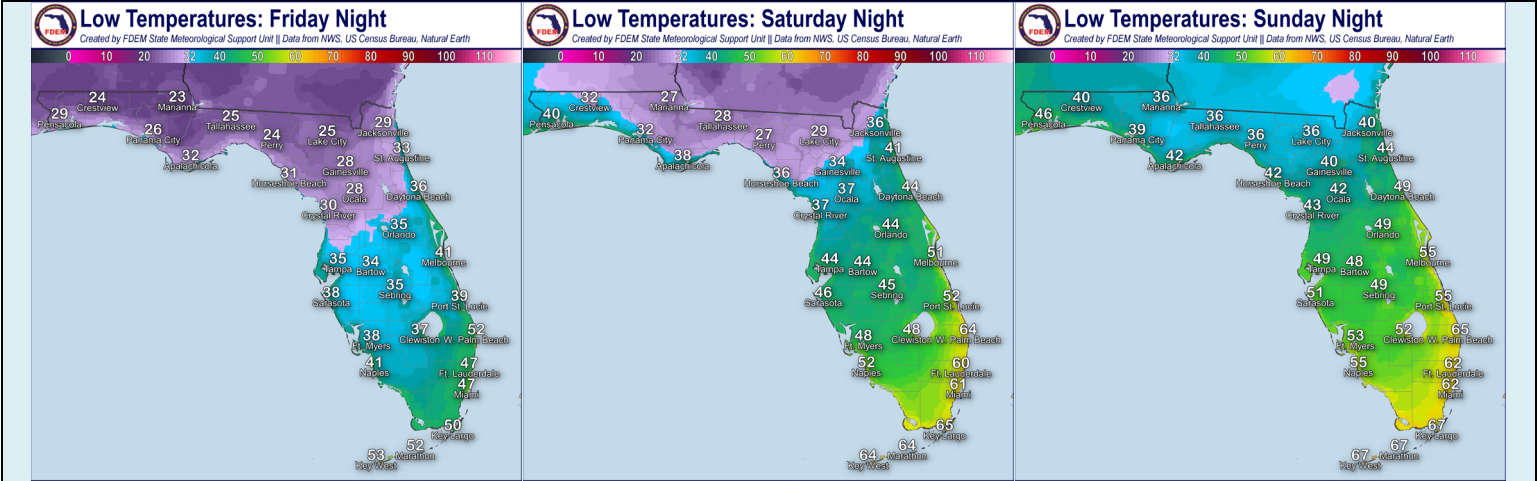 Low Temperatures: Friday Night
Created by FDEM State Meteorological Support Unit || Data from NWS, US Census Bureau, Natural Earth
FDEM
0 10 20 32 40 50 60 70 80 90 100 110
24
Crestview
23
Marianna
29
Pensacola
25
Tallahassee
29
Jacksonville
26
Panama City
24
Perry
25
Lake City
32
Apalachicola
33
St. Augustine
31
Horseshoe Beach
28
Gainesville
28
Ocala
36
Daytona Beach
30
Crystal River
35
Orlando
35
Tampa
34
Bartow
41
Melbourne
38
Sarasota
35
Sebring
39
Port St. Lucie
38
Ft. Myers
37
Clewiston
52
W. Palm Beach
41
Naples
47
Ft. Lauderdale
47
Miami
50
Key Largo
52
Marathon
53
Key West
Low Temperatures: Saturday Night
Created by FDEM State Meteorological Support Unit || Data from NWS, US Census Bureau, Natural Earth
FDEM
0 10 20 32 40 50 60 70 80 90 100 110
32
Crestview
27
Marianna
40
Pensacola
28
Tallahassee
36
Jacksonville
32
Panama City
27
Perry
29
Lake City
38
Apalachicola
41
St. Augustine
36
Horseshoe Beach
34
Gainesville
37
Ocala
44
Daytona Beach
37
Crystal River
44
Orlando
44
Tampa
44
Bartow
51
Melbourne
46
Sarasota
45
Sebring
52
Port St. Lucie
48
Ft. Myers
48
Clewiston
64
W. Palm Beach
52
Naples
60
Ft. Lauderdale
61
Miami
65
Key Largo
64
Marathon
64
Key West
Low Temperatures: Sunday Night
Created by FDEM State Meteorological Support Unit || Data from NWS, US Census Bureau, Natural Earth
FDEM
0 10 20 32 40 50 60 70 80 90 100 110
40
Crestview
36
Marianna
46
Pensacola
36
Tallahassee
40
Jacksonville
39
Panama City
36
Perry
36
Lake City
42
Apalachicola
44
St. Augustine
42
Horseshoe Beach
40
Gainesville
42
Ocala
49
Daytona Beach
43
Crystal River
49
Orlando
49
Tampa
48
Bartow
55
Melbourne
51
Sarasota
49
Sebring
55
Port St. Lucie
53
Ft. Myers
52
Clewiston
65
W. Palm Beach
55
Naples
62
Ft. Lauderdale
62
Miami
67
Key Largo
67
Marathon
67
Key West